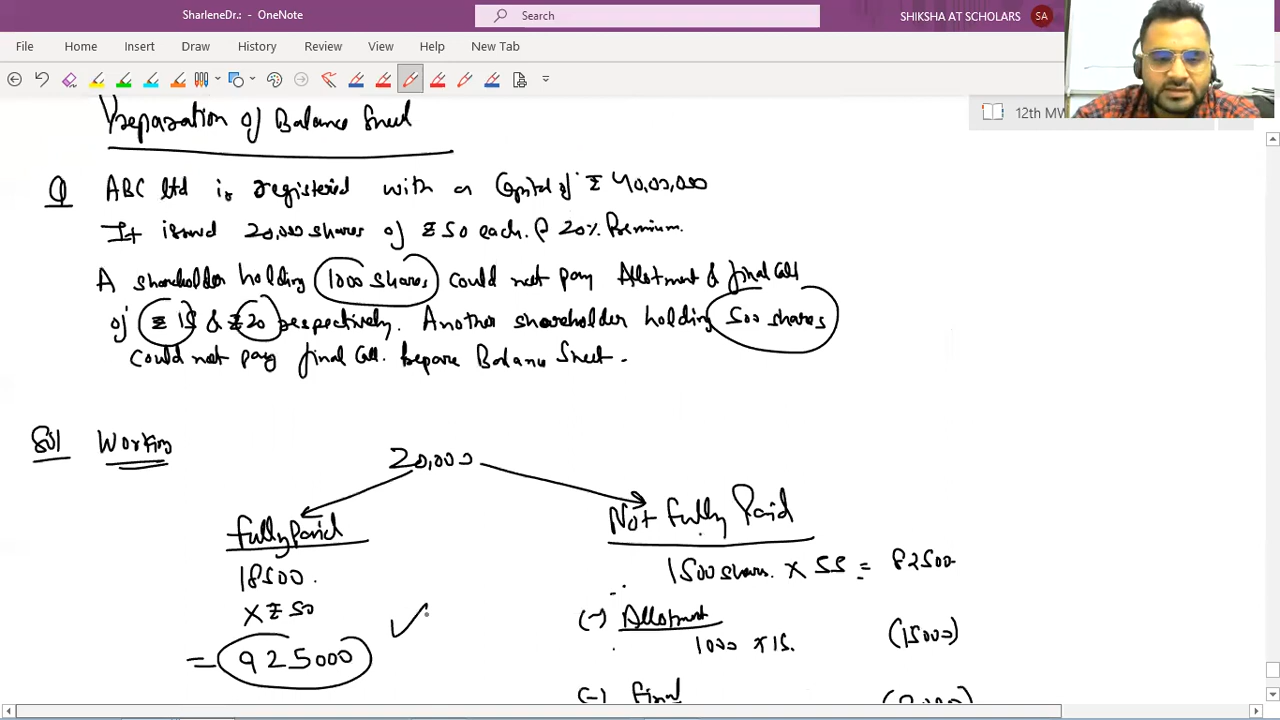 SharleneDr.: - OneNote
Search
SHIKSHA AT SCHOLARS SA
File Home Insert Draw History Review View Help New Tab
12th MW
Preparation of Balance Sheet
Q ABC Ltd is registered with a Capital of ₹ 40,00,000
It issued 20,000 shares of ₹ 50 each. @ 20% Premium.
A shareholder holding 1000 shares could not pay Allotment & final Call
of ₹ 15 & ₹ 20 respectively. Another shareholder holding 500 shares
could not pay final Call. Prepare Balance Sheet.
Sol Working
20,000
fully Paid
18500
X ₹ 50
= 925000
Not fully Paid
1500 shares. X 55 = 82500
(-) Allotment
1000 X 15. (15000)
(-) final